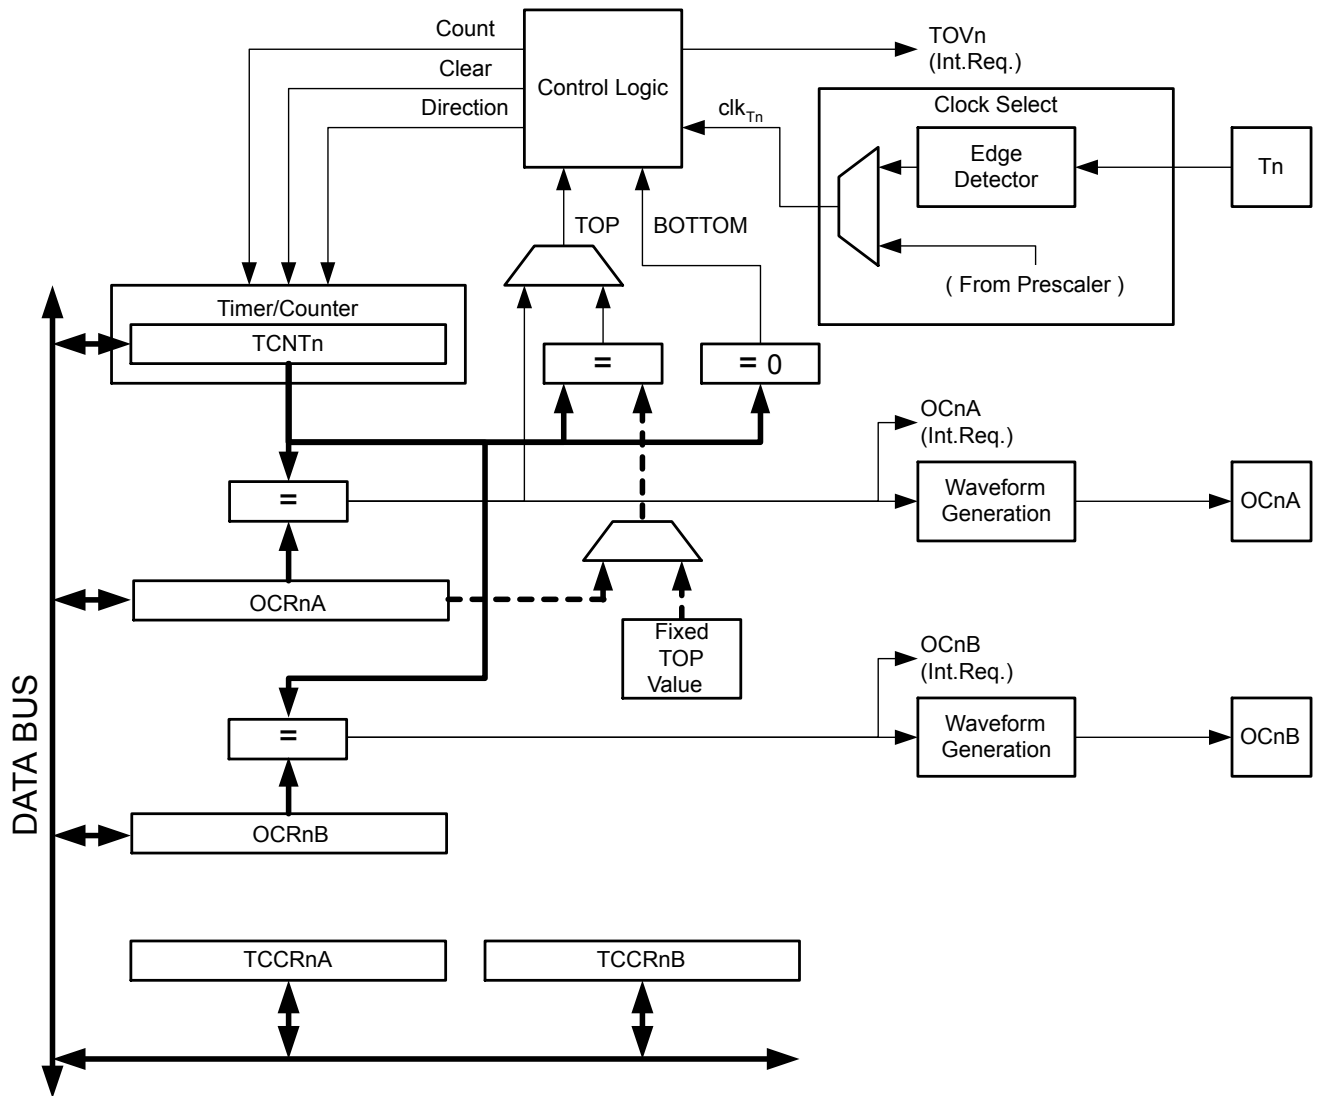 Count
Clear
Direction
Control Logic
TOVn
(Int.Req.)
clkTn
Clock Select
Edge
Detector
Tn
( From Prescaler )
TOP
BOTTOM
Timer/Counter
TCNTn
=
= 0
OCnA
(Int.Req.)
=
Waveform
Generation
OCnA
OCRnA
Fixed
TOP
Value
OCnB
(Int.Req.)
=
Waveform
Generation
OCnB
OCRnB
DATA BUS
TCCRnA
TCCRnB